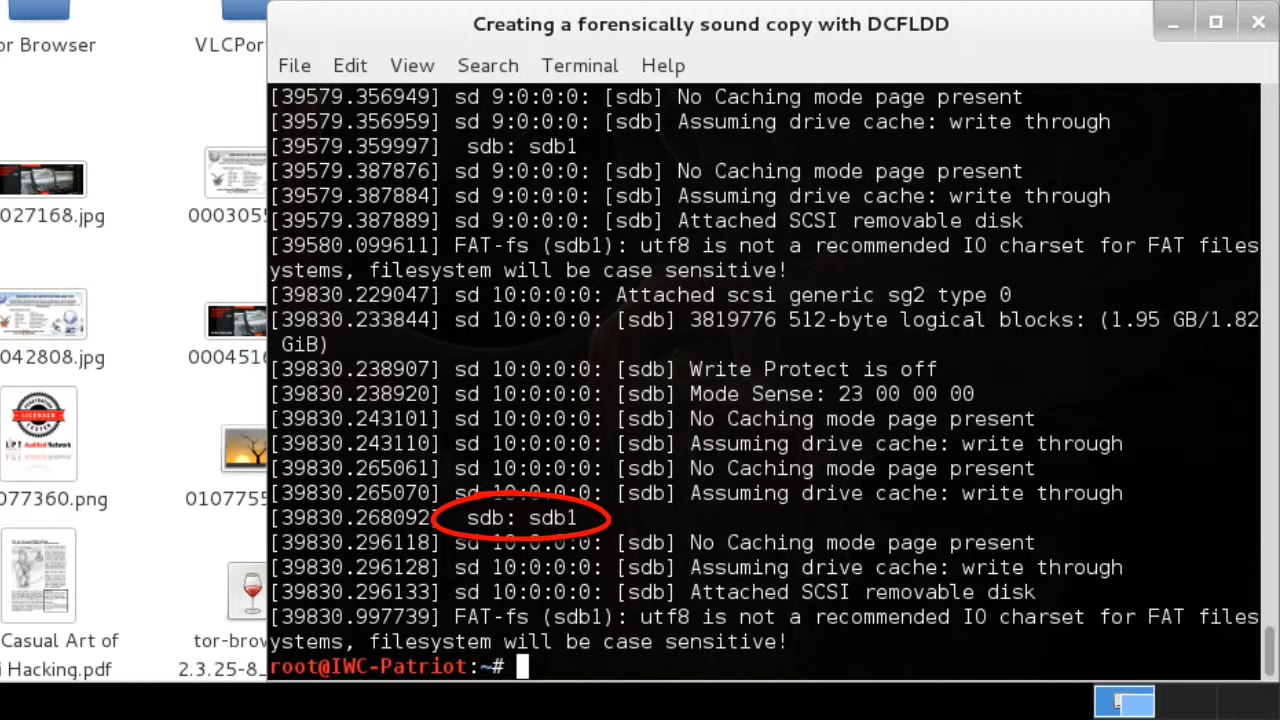 Creating a forensically sound copy with DCFLDD
File Edit View Search Terminal Help
[39579.356949] sd 9:0:0:0: [sdb] No Caching mode page present
[39579.356959] sd 9:0:0:0: [sdb] Assuming drive cache: write through
[39579.359997]  sdb: sdb1
[39579.387876] sd 9:0:0:0: [sdb] No Caching mode page present
[39579.387884] sd 9:0:0:0: [sdb] Assuming drive cache: write through
[39579.387889] sd 9:0:0:0: [sdb] Attached SCSI removable disk
[39580.099611] FAT-fs (sdb1): utf8 is not a recommended IO charset for FAT files
ystems, filesystem will be case sensitive!
[39830.229047] sd 10:0:0:0: Attached scsi generic sg2 type 0
[39830.233844] sd 10:0:0:0: [sdb] 3819776 512-byte logical blocks: (1.95 GB/1.82
 GiB)
[39830.238907] sd 10:0:0:0: [sdb] Write Protect is off
[39830.238920] sd 10:0:0:0: [sdb] Mode Sense: 23 00 00 00
[39830.243101] sd 10:0:0:0: [sdb] No Caching mode page present
[39830.243110] sd 10:0:0:0: [sdb] Assuming drive cache: write through
[39830.265061] sd 10:0:0:0: [sdb] No Caching mode page present
[39830.265070] sd 10:0:0:0: [sdb] Assuming drive cache: write through
[39830.268092]  sdb: sdb1
[39830.296118] sd 10:0:0:0: [sdb] No Caching mode page present
[39830.296128] sd 10:0:0:0: [sdb] Assuming drive cache: write through
[39830.296133] sd 10:0:0:0: [sdb] Attached SCSI removable disk
[39830.997739] FAT-fs (sdb1): utf8 is not a recommended IO charset for FAT files
ystems, filesystem will be case sensitive!
root@IWC-Patriot:~#
or Browser
VLCPor
027168.jpg
0003055
042808.jpg
0004516
LICENSED
LPT Audited Network
077360.png
0107755
Casual Art of
i Hacking.pdf
tor-brow
2.3.25-8_